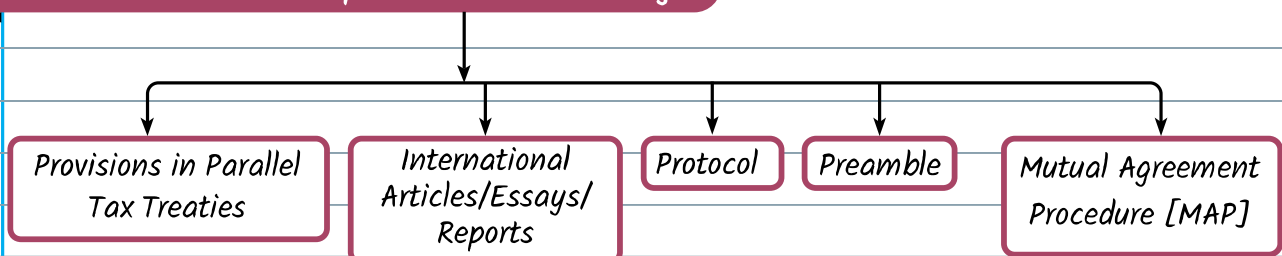 Provisions in Parallel
Tax Treaties
International
Articles/Essays/
Reports
Protocol
Preamble
Mutual Agreement
Procedure [MAP]